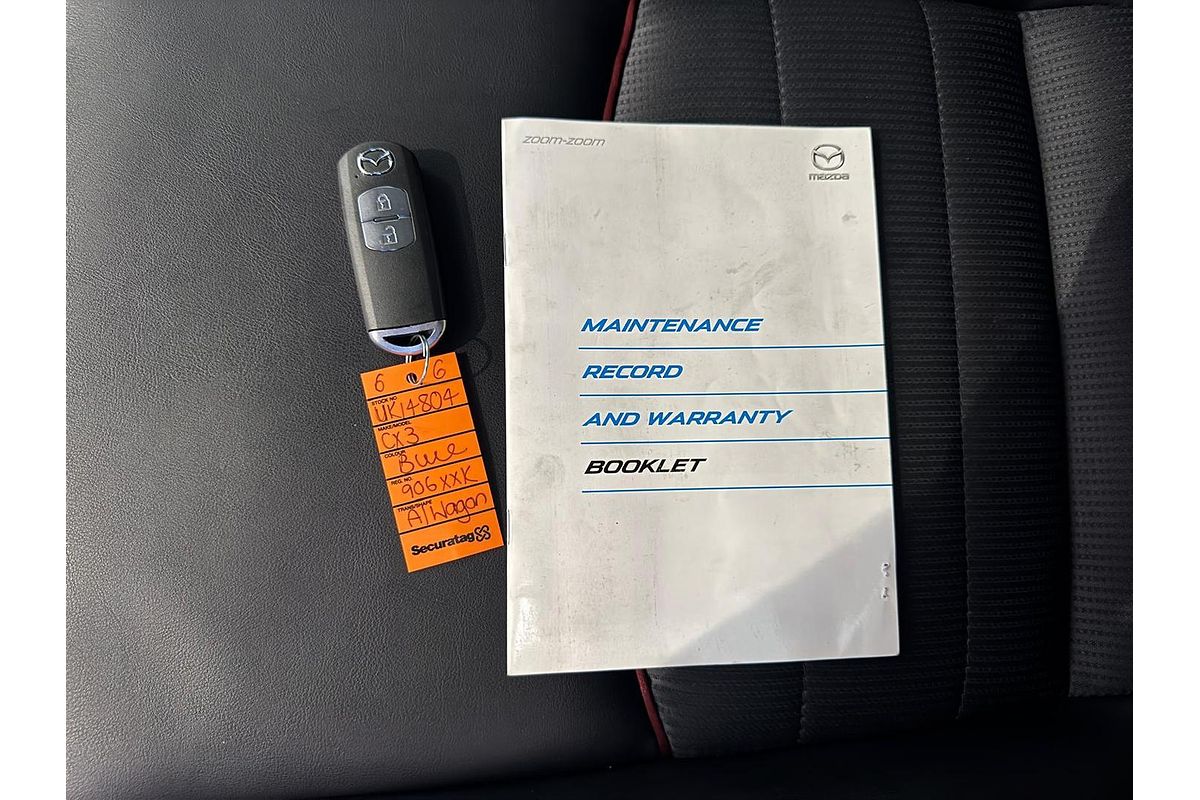 ZOOM-ZOOM
mazda
MAINTENANCE
RECORD
AND WARRANTY
BOOKLET
6 6
STOCK NO.
UK14804
MAKE/MODEL
CX3
COLOUR
Blue
REG. NO.
906XXK
TRANS/SHAPE
A/Wagon
Securatag